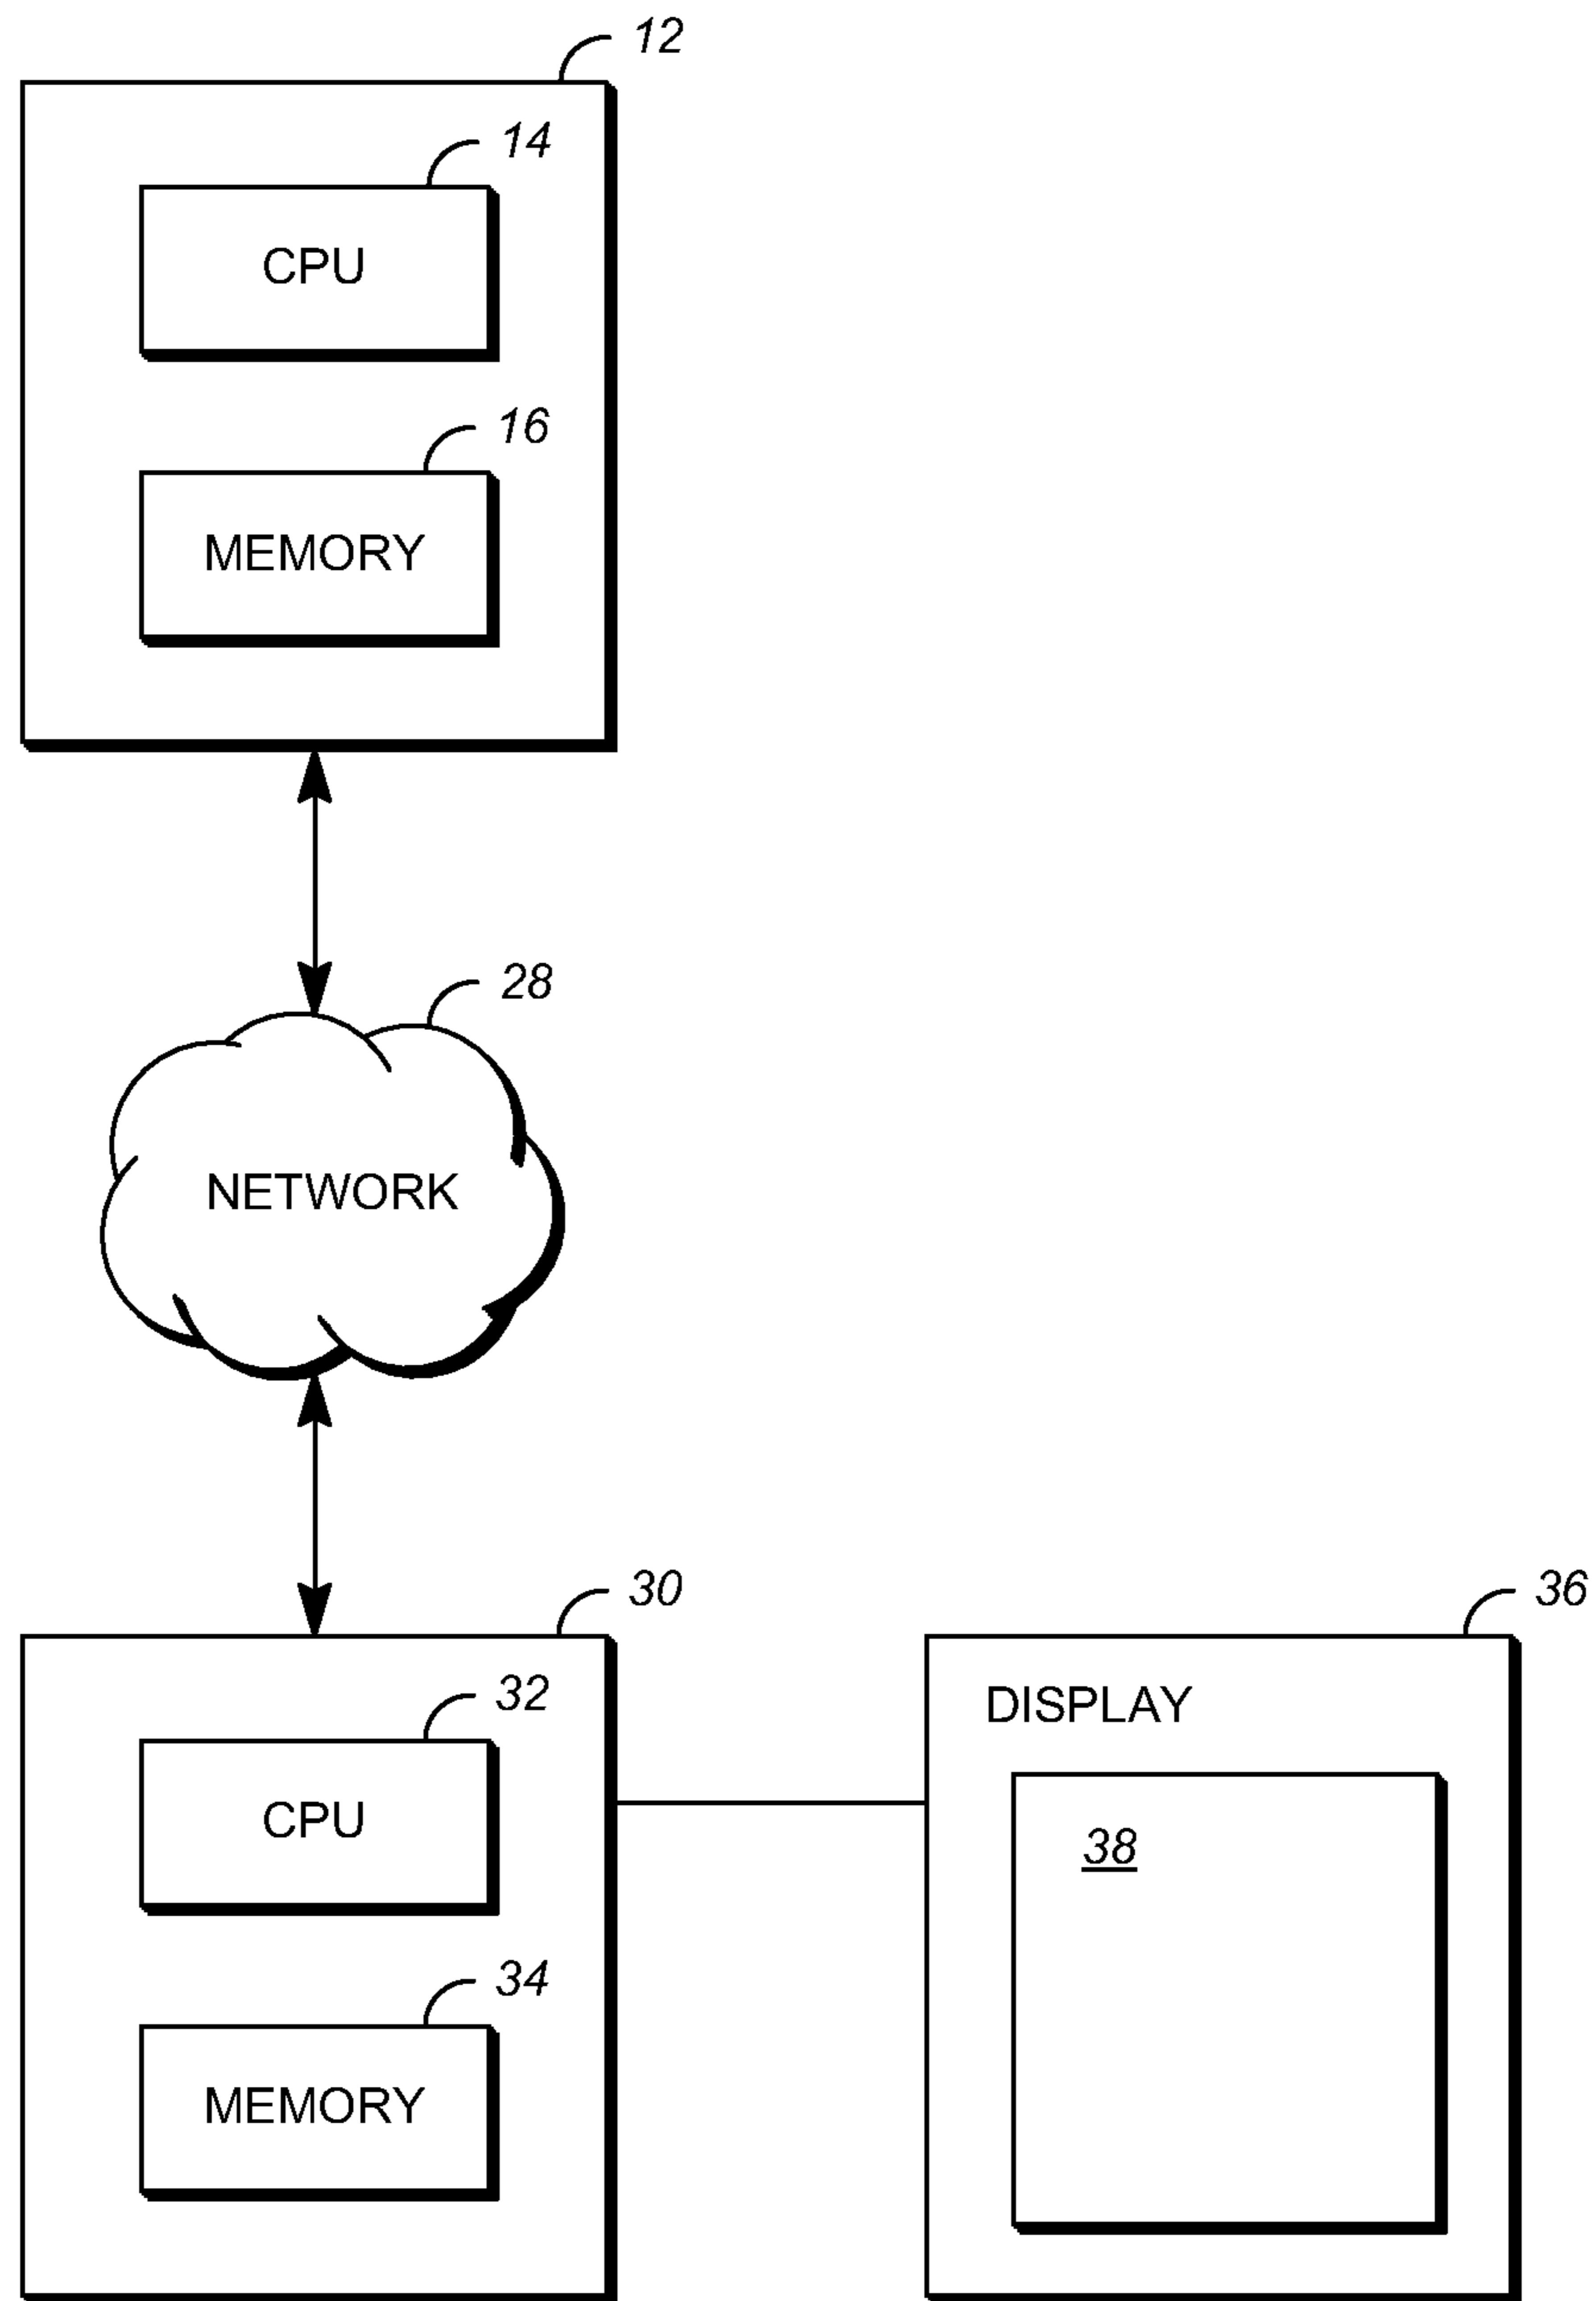 12
14
CPU
16
MEMORY
28
NETWORK
30
36
32
DISPLAY
CPU
38
34
MEMORY